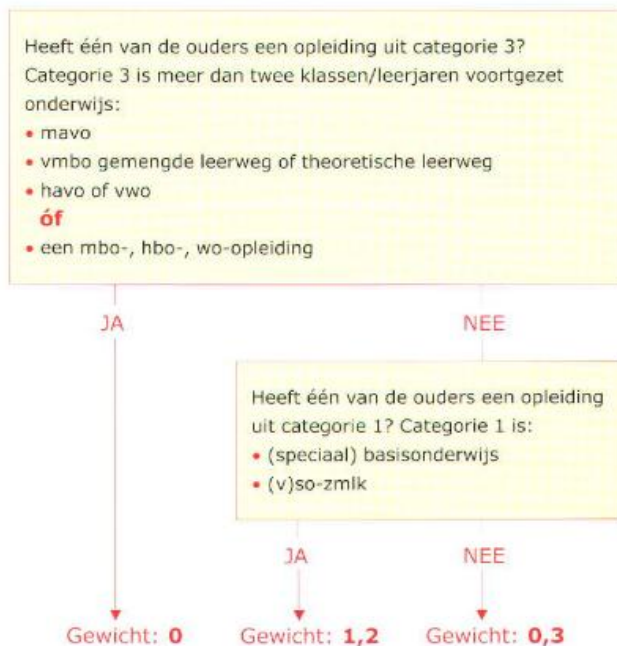 Heeft één van de ouders een opleiding uit categorie 3?
Categorie 3 is meer dan twee klassen/leerjaren voortgezet
onderwijs:
• mavo
• vmbo gemengde leerweg of theoretische leerweg
• havo of vwo
óf
• een mbo-, hbo-, wo-opleiding
JA
NEE
Heeft één van de ouders een opleiding
uit categorie 1? Categorie 1 is:
• (speciaal) basisonderwijs
• (v)so-zmlk
JA
NEE
Gewicht: 0
Gewicht: 1,2
Gewicht: 0,3